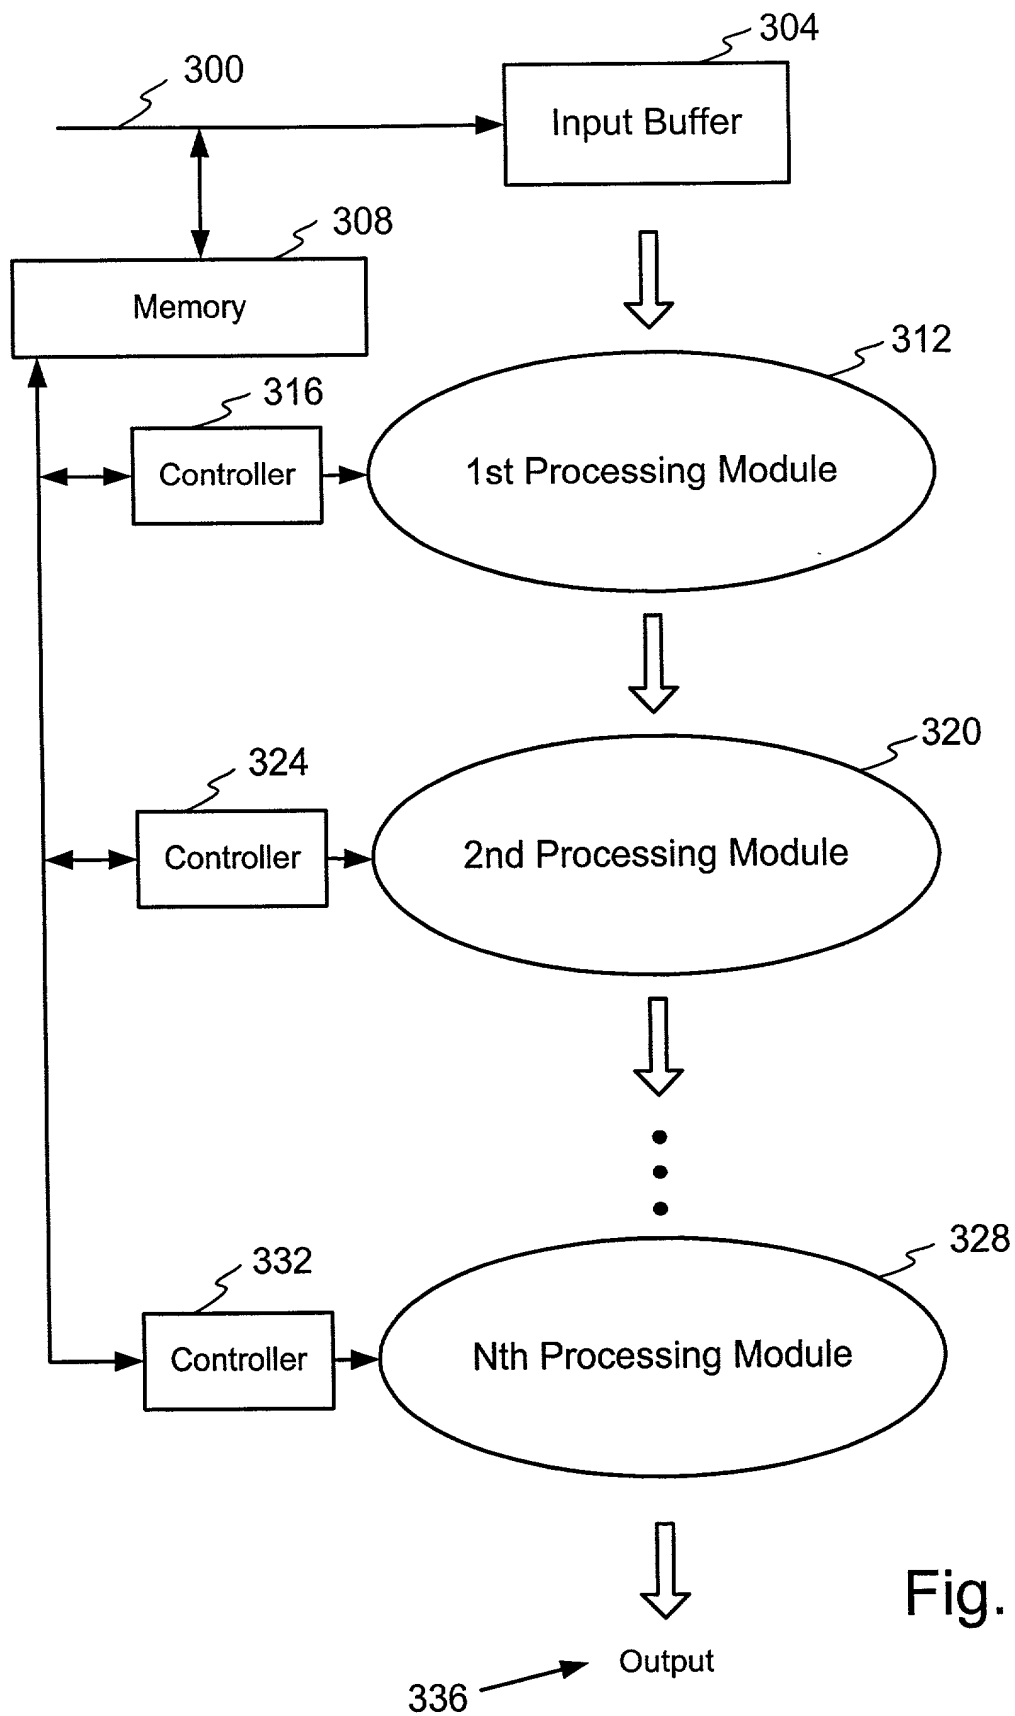 304
300
Input Buffer
308
Memory
312
316
Controller
1st Processing Module
320
324
Controller
2nd Processing Module
328
332
Controller
Nth Processing Module
Fig.
Output
336